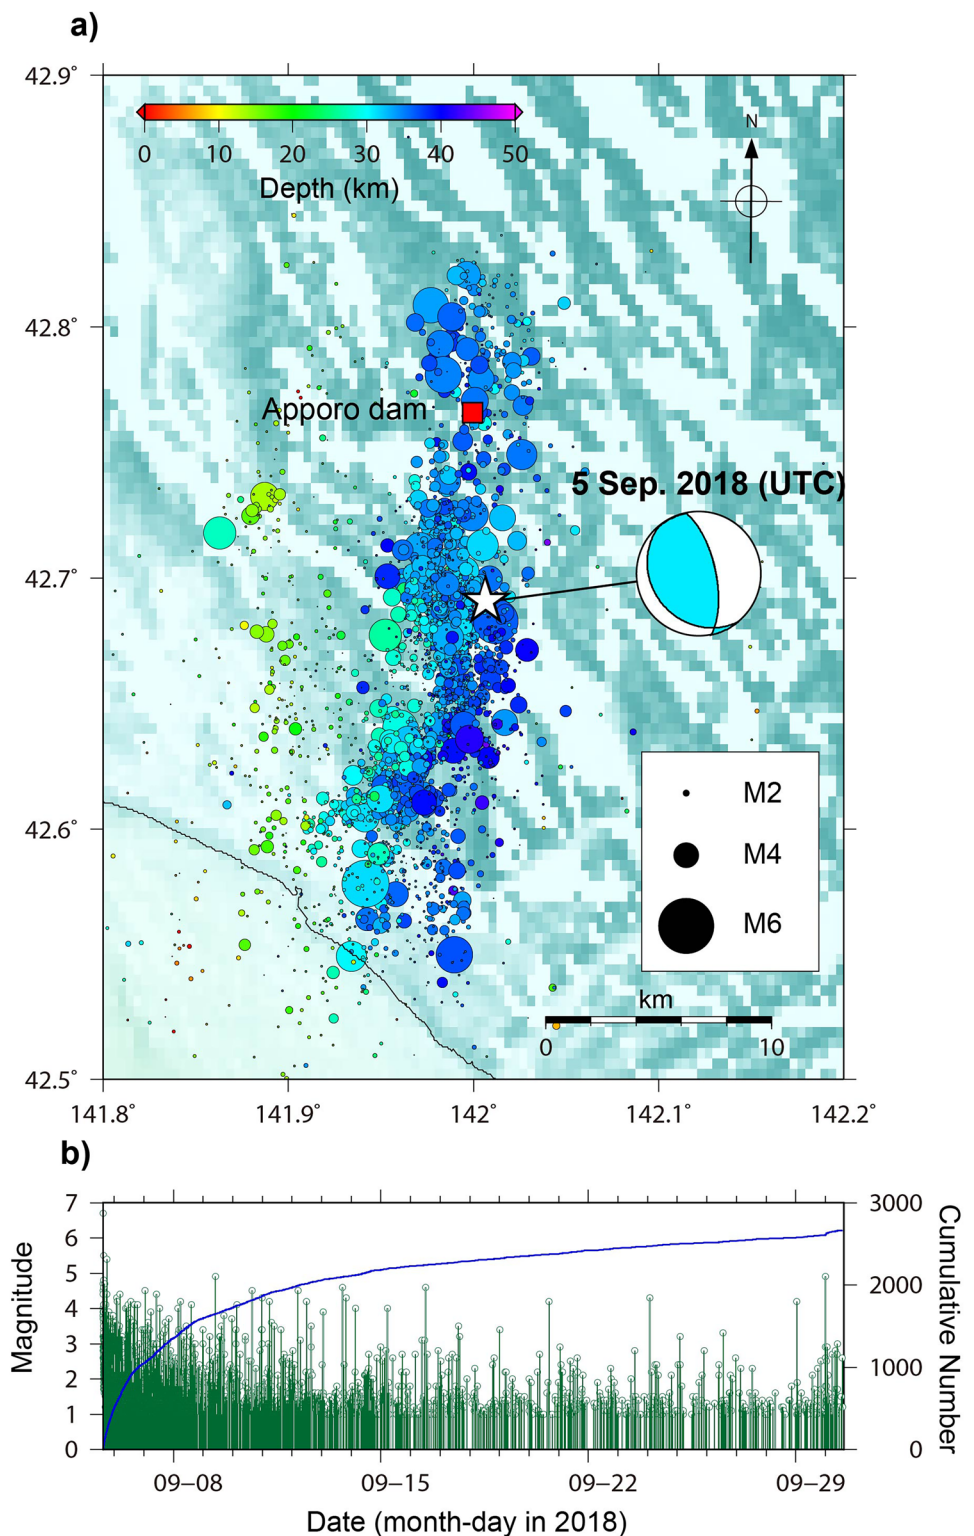 a)
42.9°
N
0 10 20 30 40 50
Depth (km)
42.8°
Apporo dam
5 Sep. 2018 (UTC)
42.7°
M2
M4
M6
42.6°
km
0 10
42.5°
141.8° 141.9° 142° 142.1° 142.2°
b)
7 3000
6
5
2000
4
3
1000
2
1
0 0
Magnitude
Cumulative Number
09–08 09–15 09–22 09–29
Date (month-day in 2018)